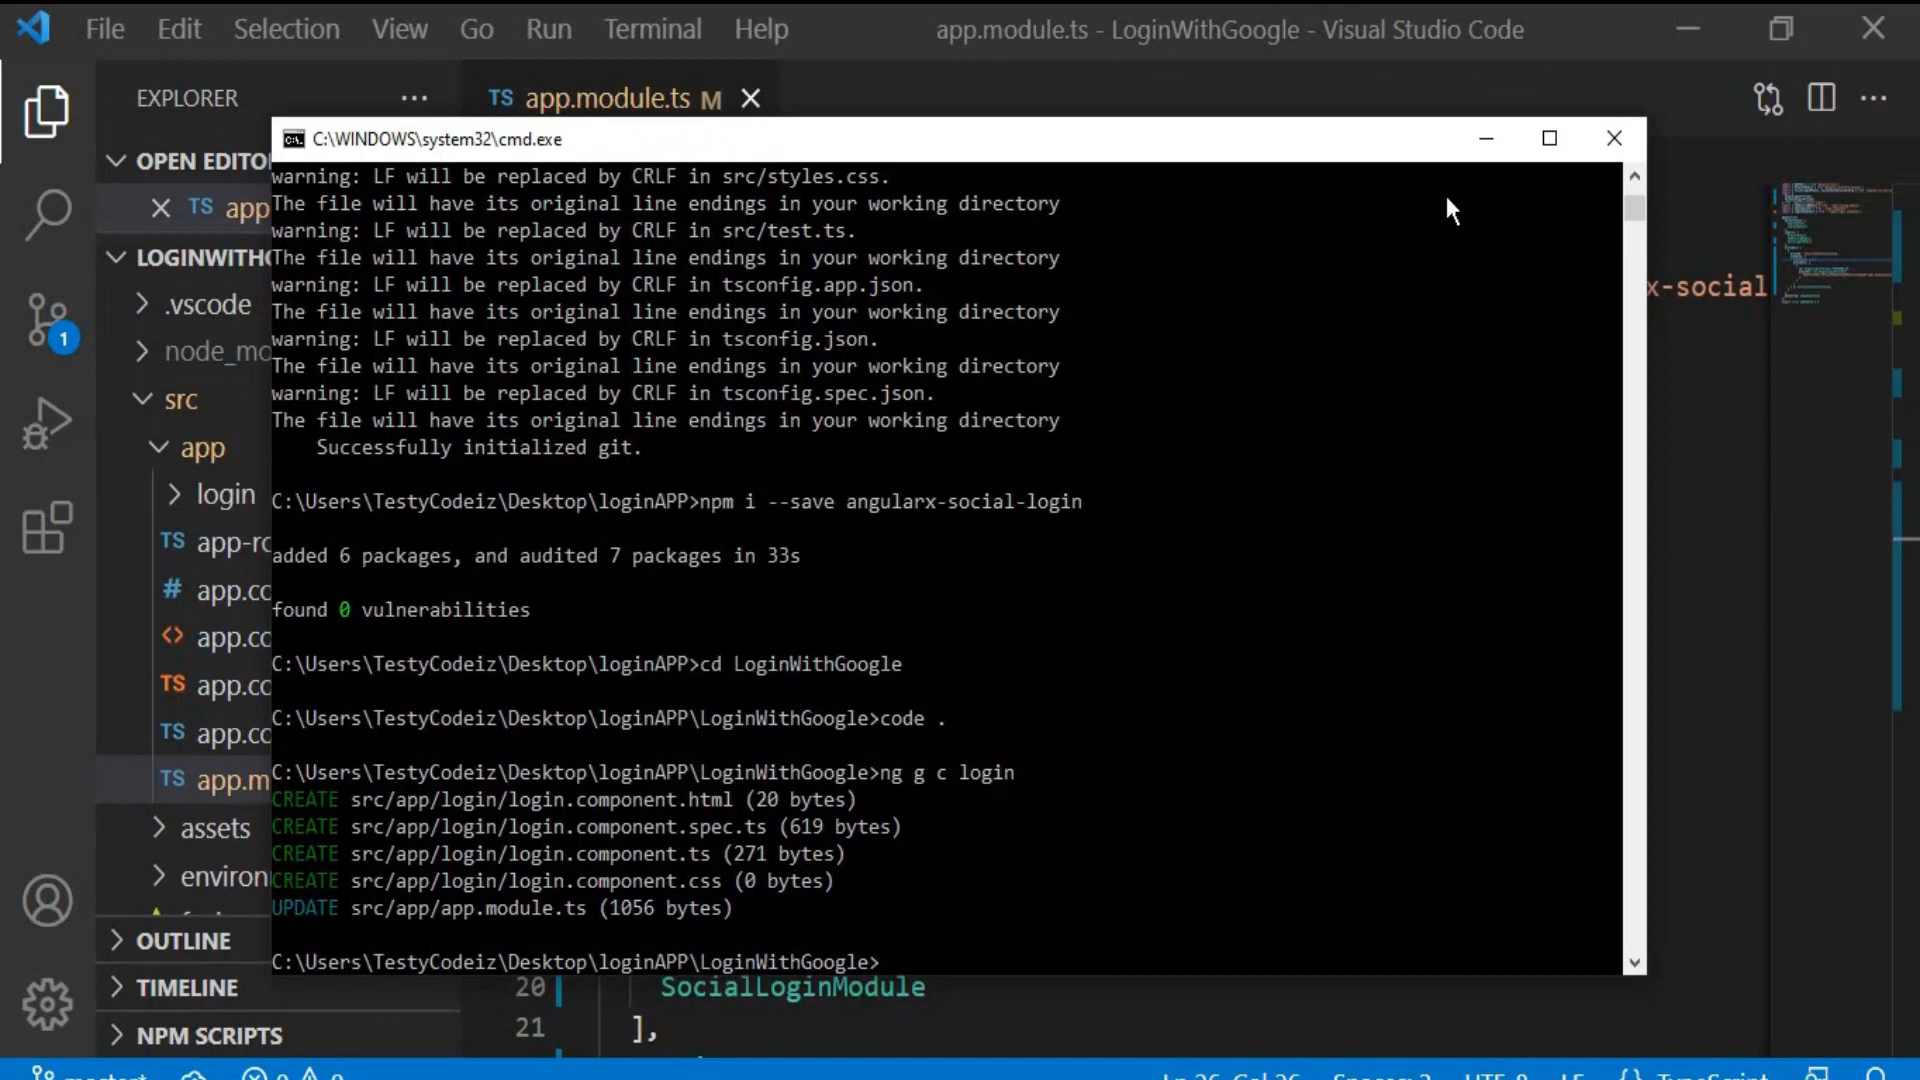 File Edit Selection View Go Run Terminal Help app.module.ts - LoginWithGoogle - Visual Studio Code
EXPLORER
TS app.module.ts M
C:\WINDOWS\system32\cmd.exe
OPEN EDITO
TS app
LOGINWITH
.vscode
node_mo
src
app
login
TS app-ro
# app.co
<> app.co
TS app.co
TS app.co
TS app.m
assets
environ
OUTLINE
TIMELINE
NPM SCRIPTS
1
warning: LF will be replaced by CRLF in src/styles.css.
The file will have its original line endings in your working directory
warning: LF will be replaced by CRLF in src/test.ts.
The file will have its original line endings in your working directory
warning: LF will be replaced by CRLF in tsconfig.app.json.
The file will have its original line endings in your working directory
warning: LF will be replaced by CRLF in tsconfig.json.
The file will have its original line endings in your working directory
warning: LF will be replaced by CRLF in tsconfig.spec.json.
The file will have its original line endings in your working directory
Successfully initialized git.
C:\Users\TestyCodeiz\Desktop\loginAPP>npm i --save angularx-social-login
added 6 packages, and audited 7 packages in 33s
found 0 vulnerabilities
C:\Users\TestyCodeiz\Desktop\loginAPP>cd LoginWithGoogle
C:\Users\TestyCodeiz\Desktop\loginAPP\LoginWithGoogle>code .
C:\Users\TestyCodeiz\Desktop\loginAPP\LoginWithGoogle>ng g c login
CREATE src/app/login/login.component.html (20 bytes)
CREATE src/app/login/login.component.spec.ts (619 bytes)
CREATE src/app/login/login.component.ts (271 bytes)
CREATE src/app/login/login.component.css (0 bytes)
UPDATE src/app/app.module.ts (1056 bytes)
C:\Users\TestyCodeiz\Desktop\loginAPP\LoginWithGoogle>
x-social
20 SocialLoginModule
21 ],